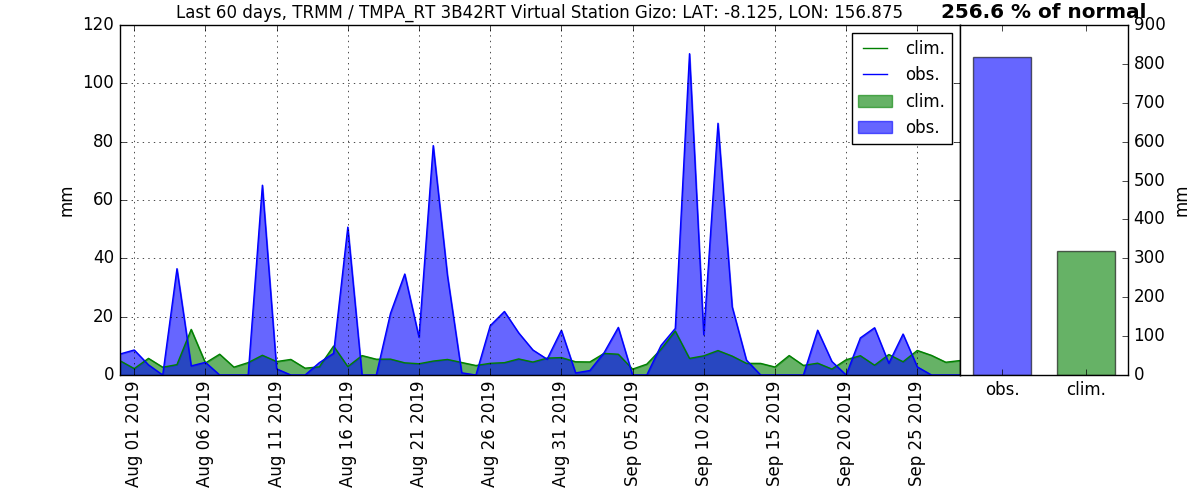 Last 60 days, TRMM / TMPA_RT 3B42RT Virtual Station Gizo: LAT: -8.125, LON: 156.875
256.6 % of normal
120
100
80
60
40
20
0
mm
clim.
obs.
clim.
obs.
Aug 01 2019
Aug 06 2019
Aug 11 2019
Aug 16 2019
Aug 21 2019
Aug 26 2019
Aug 31 2019
Sep 05 2019
Sep 10 2019
Sep 15 2019
Sep 20 2019
Sep 25 2019
900
800
700
600
500
400
300
200
100
0
mm
obs.
clim.